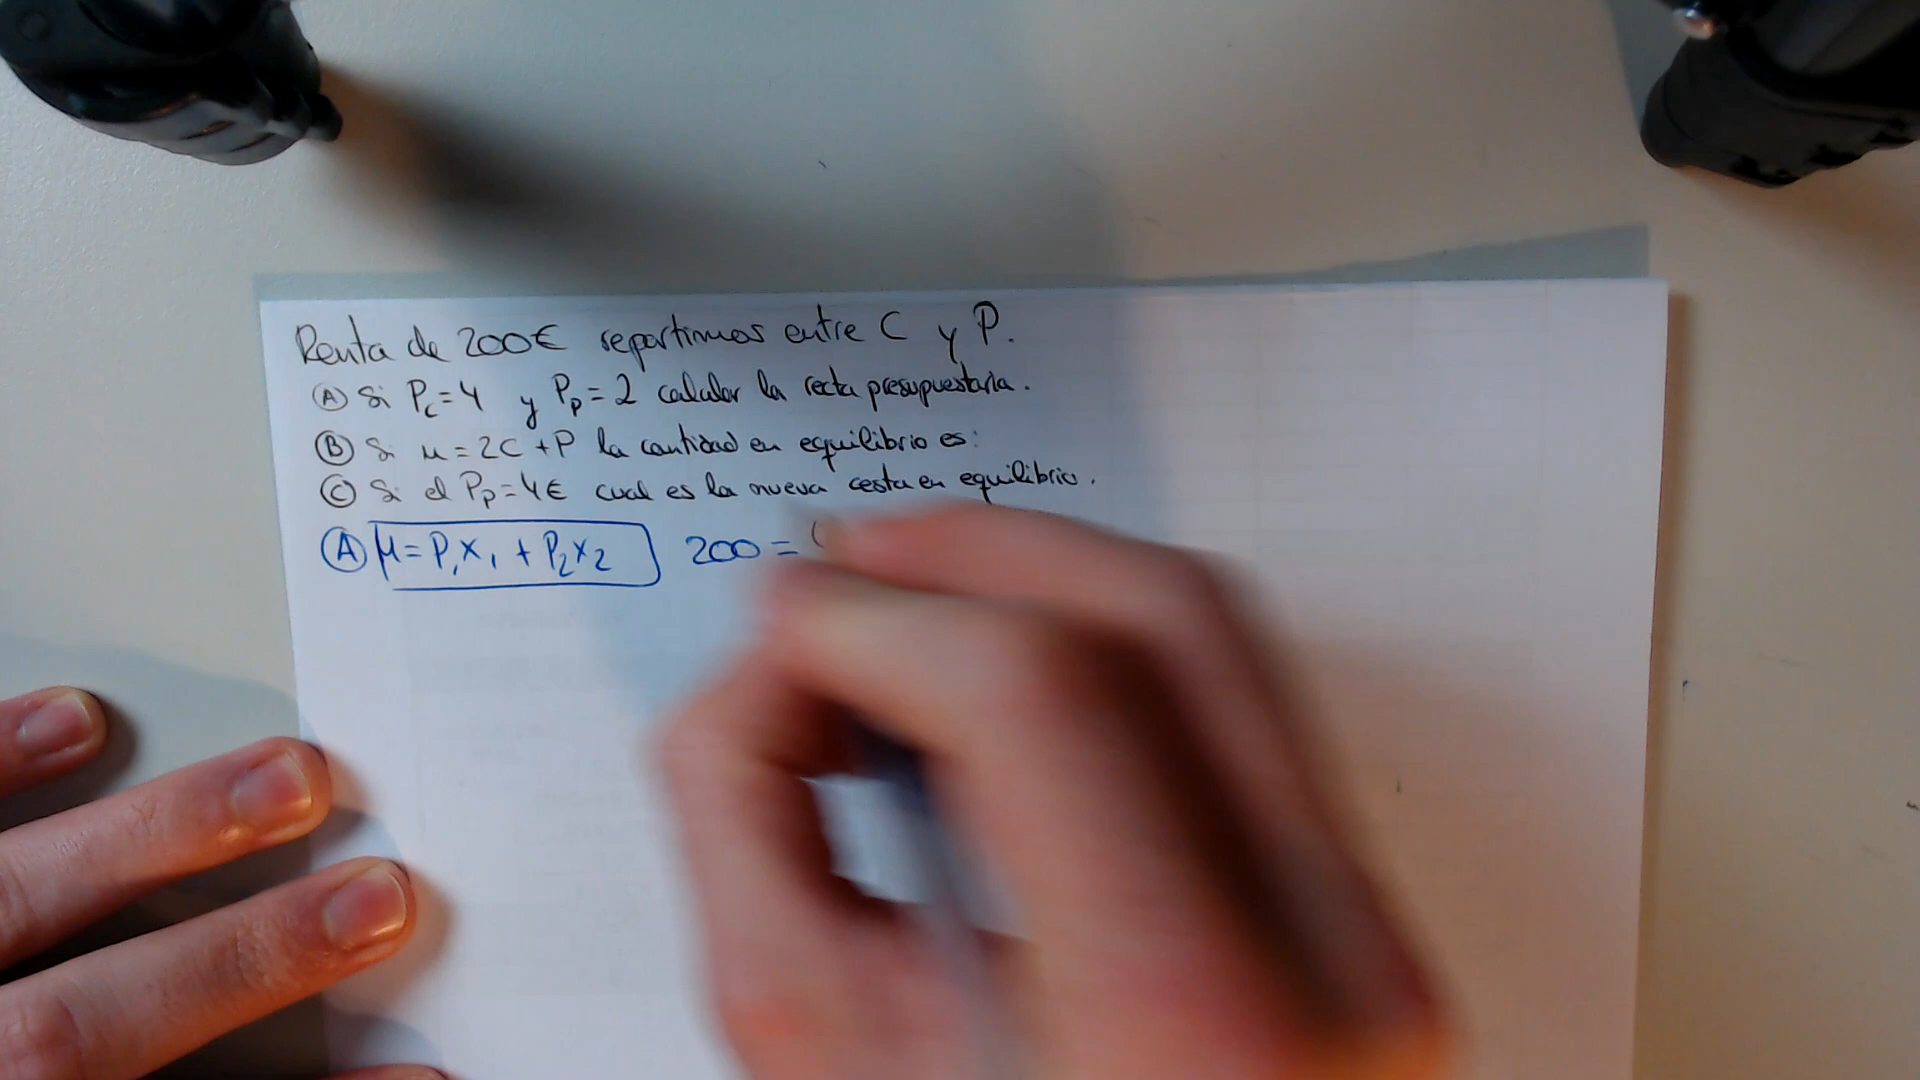 Renta de 200€ repartimos entre C y P.
Ⓐ Si Pc=4 y Pp=2 calcular la recta presupuestaria.
Ⓑ Si u=2C+P la cantidad en equilibrio es:
Ⓒ Si el Pp=4€ cual es la nueva cesta en equilibrio.
Ⓐ M=P₁x₁ + P₂x₂ 200 =